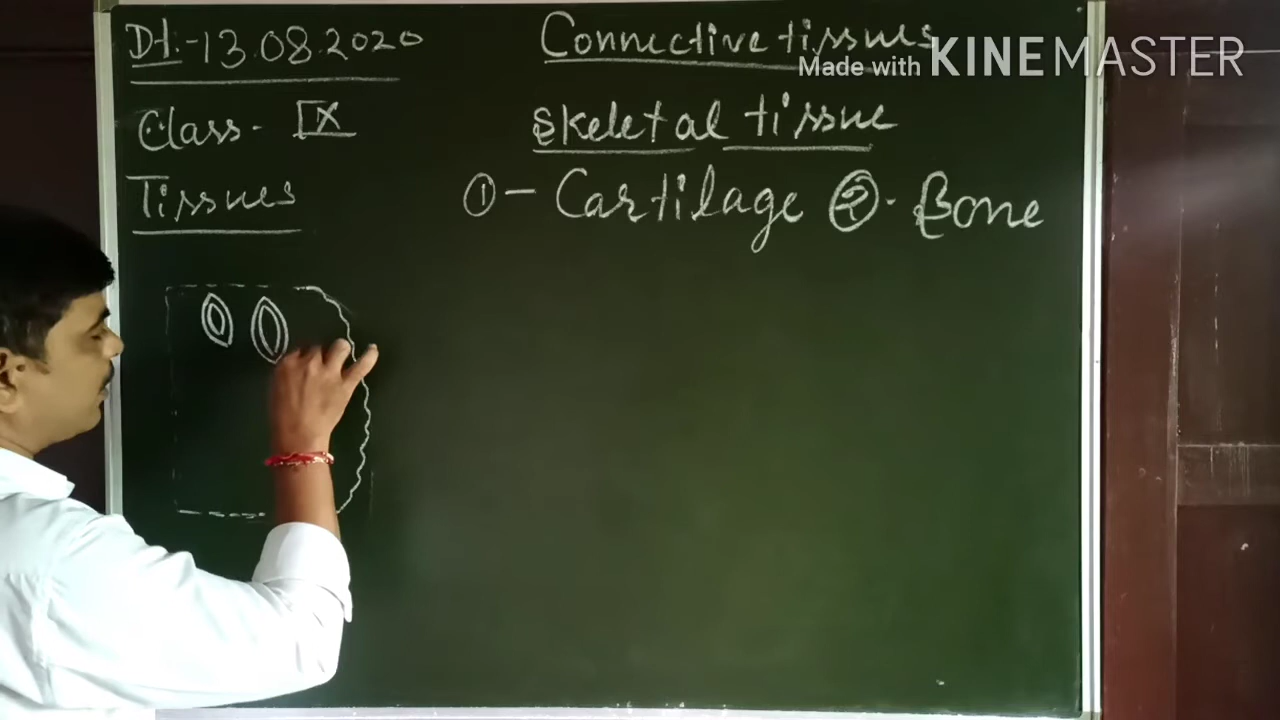 Dt.-13.08.2020
Class- IX
Tissues
Connective tissues
Skeletal tissue
①- Cartilage ②. Bone
Made with KINEMASTER